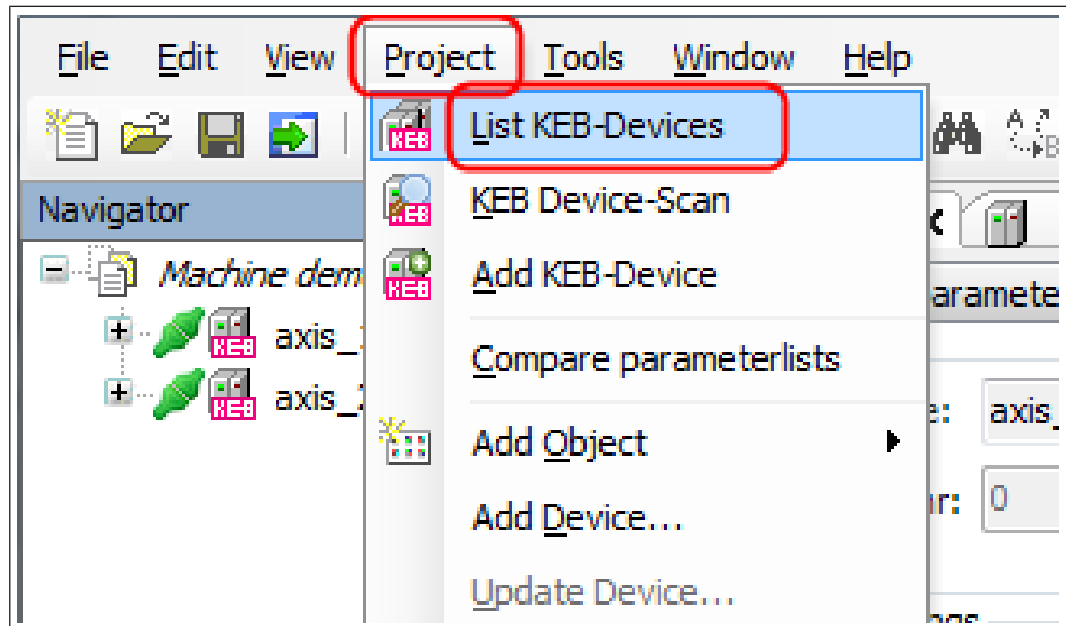 File Edit View Project Tools Window Help
List KEB-Devices
KEB Device-Scan
Add KEB-Device
Compare parameterlists
Add Object
Add Device...
Update Device...
Navigator
Machine dem
axis_
axis_
KEB
KEB
KEB
KEB
KEB
A
B
aramete
e: axis_
r: 0